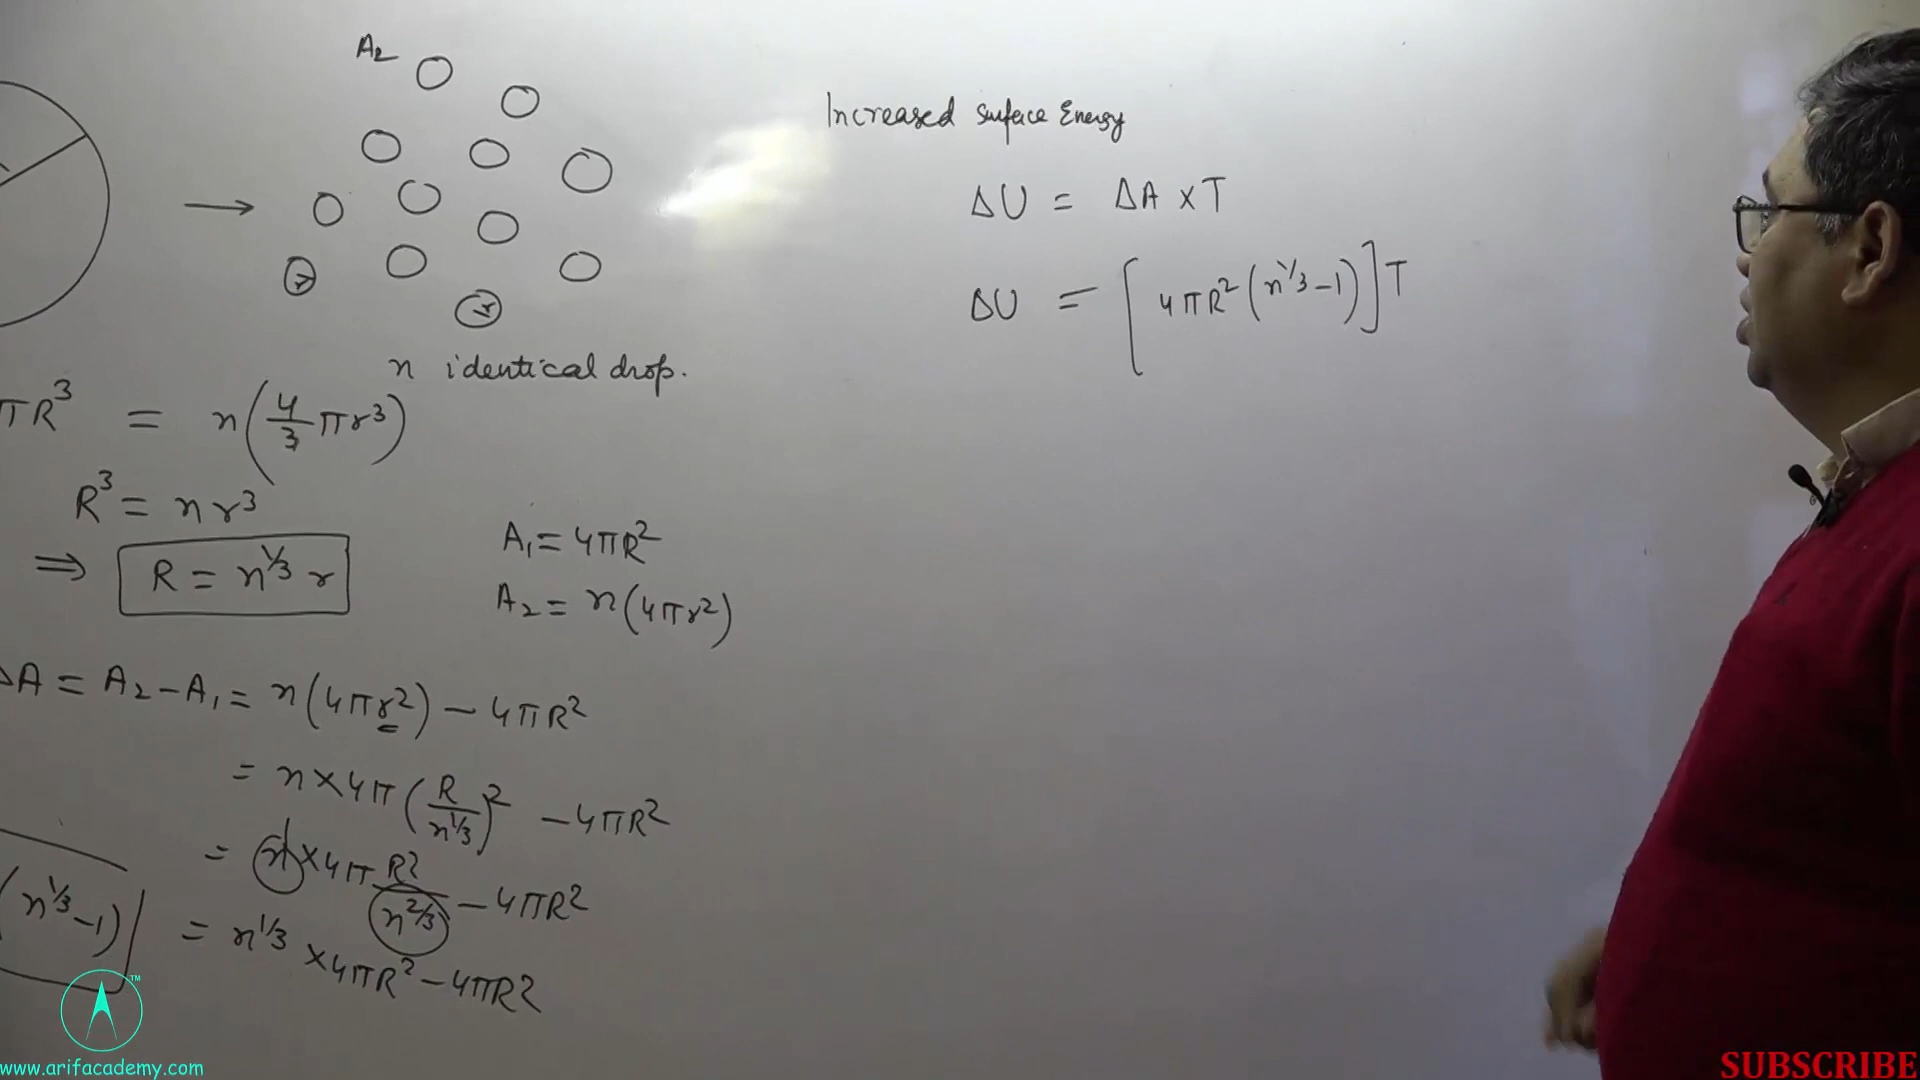 A₂
r
r
n identical drop.
πR³ = n(4/3 πr³)
R³ = nr³
⇒ R = n^1/3 r
A₁ = 4πR²
A₂ = n(4πr²)
ΔA = A₂ - A₁ = n(4πr²) - 4πR²
= n×4π(R/n^1/3)² - 4πR²
= n×4πR²/n^2/3 - 4πR²
(n^1/3 - 1)
= n^1/3 ×4πR² - 4πR²
Increased Surface Energy
ΔU = ΔA × T
ΔU = [4πR²(n^1/3 - 1)]T
A™
www.arifacademy.com
SUBSCRIBE